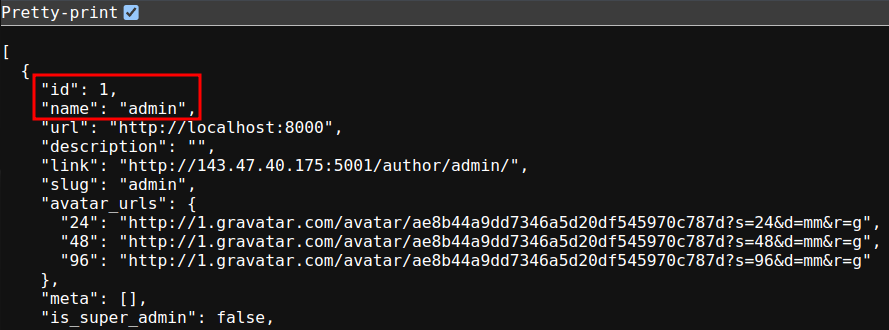 Pretty-print
[
{
"id": 1,
"name": "admin",
"url": "http://localhost:8000",
"description": "",
"link": "http://143.47.40.175:5001/author/admin/",
"slug": "admin",
"avatar_urls": {
"24": "http://1.gravatar.com/avatar/ae8b44a9dd7346a5d20df545970c787d?s=24&d=mm&r=g",
"48": "http://1.gravatar.com/avatar/ae8b44a9dd7346a5d20df545970c787d?s=48&d=mm&r=g",
"96": "http://1.gravatar.com/avatar/ae8b44a9dd7346a5d20df545970c787d?s=96&d=mm&r=g"
},
"meta": [],
"is_super_admin": false,